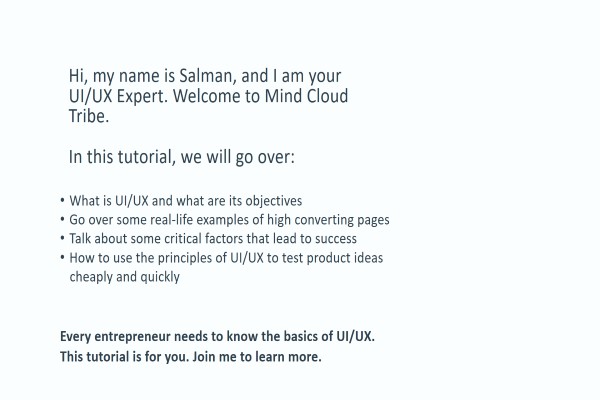 Hi, my name is Salman, and I am your
UI/UX Expert. Welcome to Mind Cloud
Tribe.
In this tutorial, we will go over:
• What is UI/UX and what are its objectives
• Go over some real-life examples of high converting pages
• Talk about some critical factors that lead to success
• How to use the principles of UI/UX to test product ideas
cheaply and quickly
Every entrepreneur needs to know the basics of UI/UX.
This tutorial is for you. Join me to learn more.